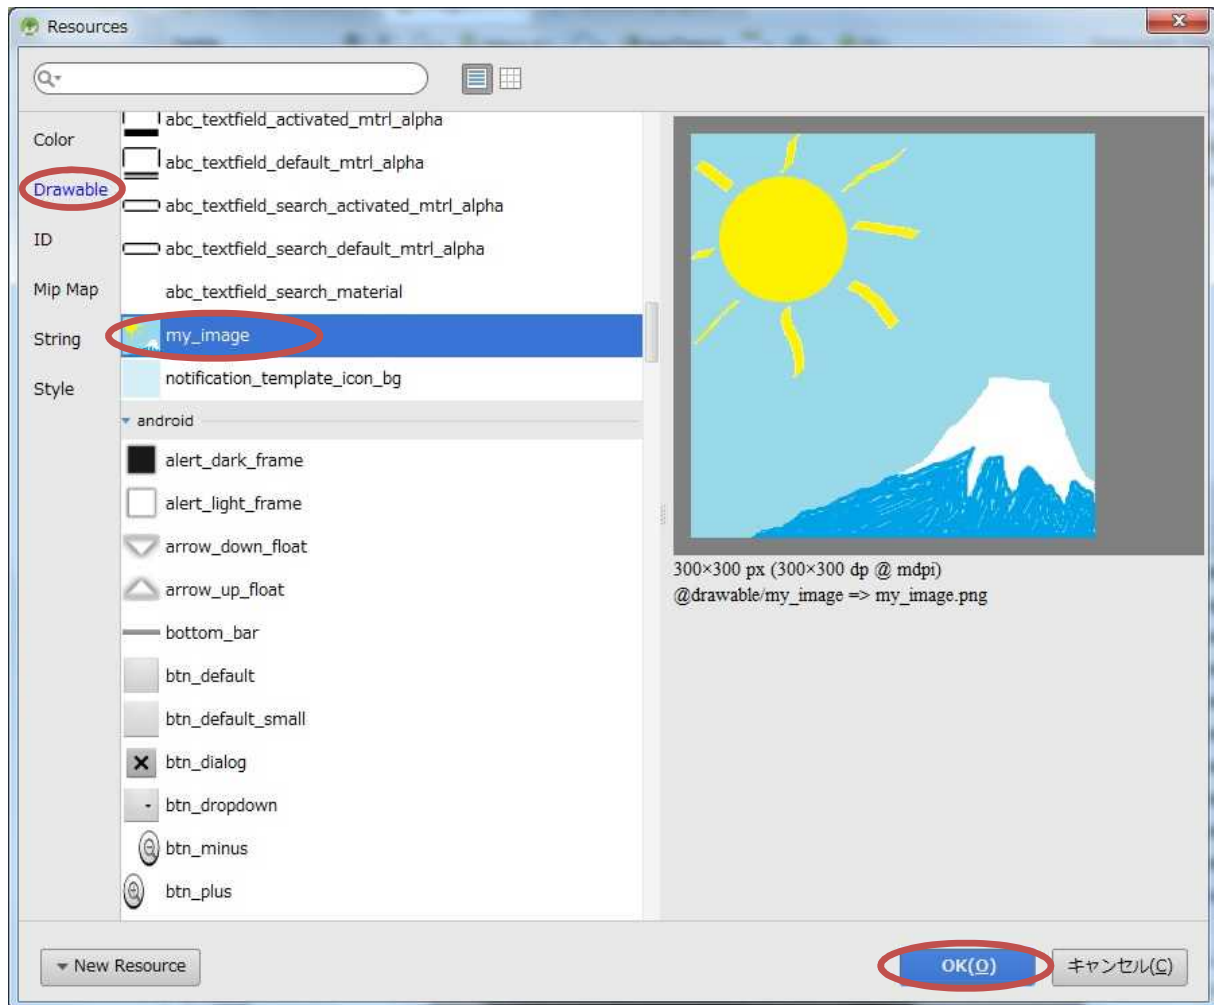 Resources
Color
Drawable
ID
Mip Map
String
Style
abc_textfield_activated_mtrl_alpha
abc_textfield_default_mtrl_alpha
abc_textfield_search_activated_mtrl_alpha
abc_textfield_search_default_mtrl_alpha
abc_textfield_search_material
my_image
notification_template_icon_bg
android
alert_dark_frame
alert_light_frame
arrow_down_float
arrow_up_float
bottom_bar
btn_default
btn_default_small
btn_dialog
btn_dropdown
btn_minus
btn_plus
300×300 px (300×300 dp @ mdpi)
@drawable/my_image => my_image.png
New Resource
OK(O)
キャンセル(C)